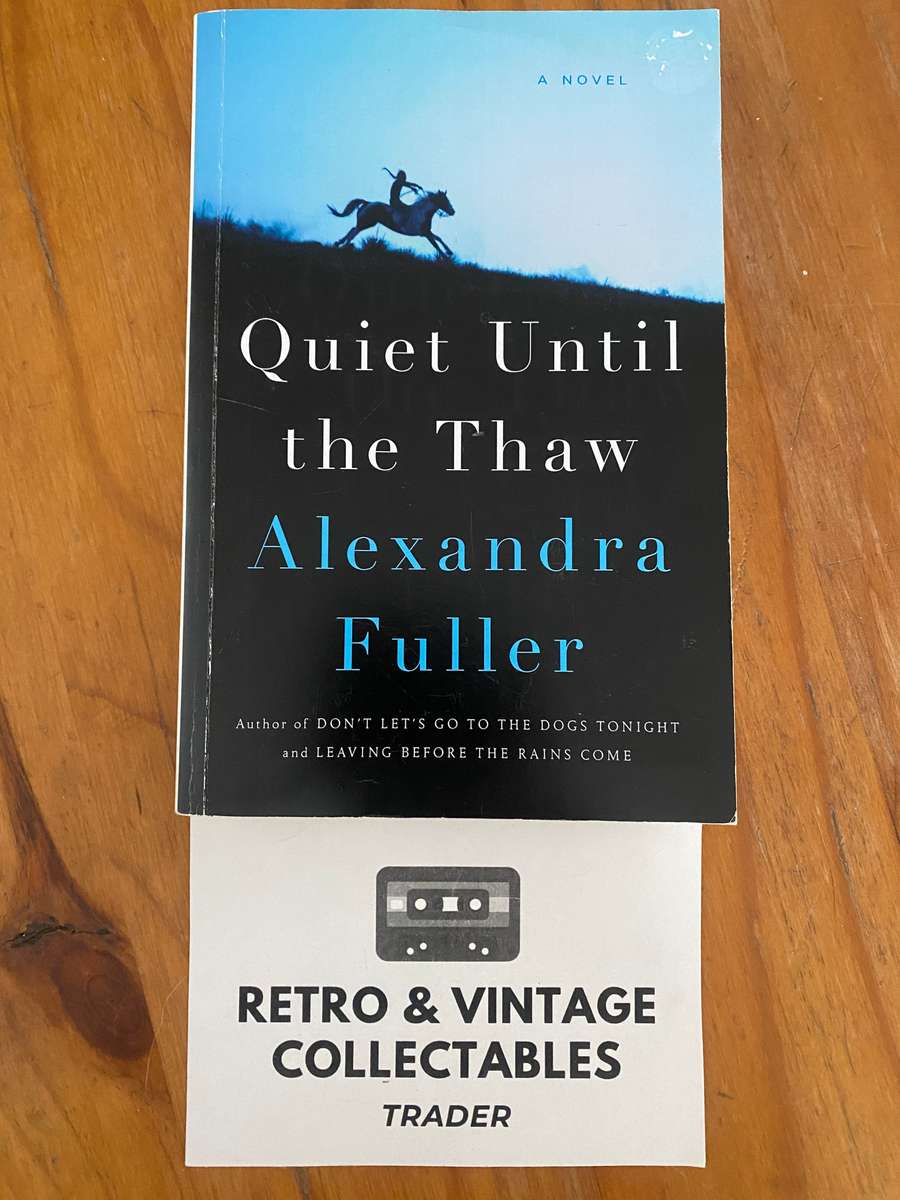 A NOVEL
Quiet Until
the Thaw
Alexandra
Fuller
Author of DON'T LET'S GO TO THE DOGS TONIGHT
and LEAVING BEFORE THE RAINS COME
RETRO & VINTAGE
COLLECTABLES
TRADER